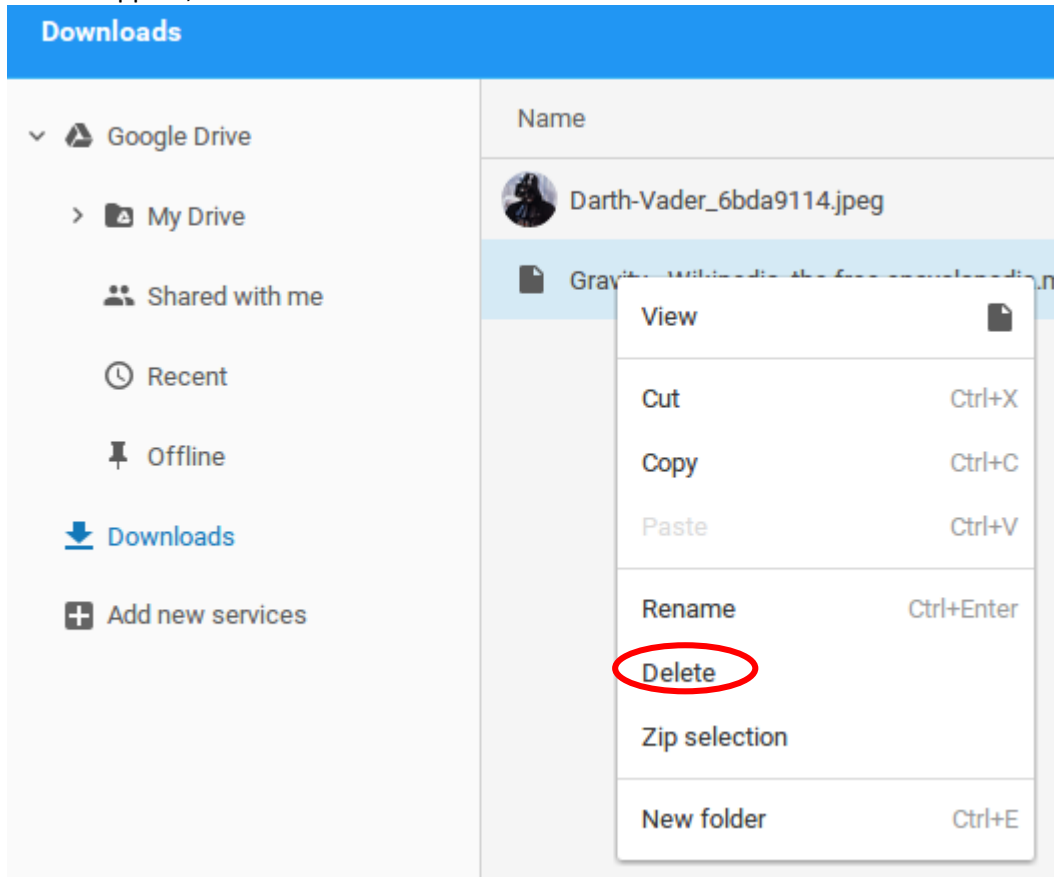 Downloads
Google Drive
My Drive
Shared with me
Recent
Offline
Downloads
Add new services
Name
Darth-Vader_6bda9114.jpeg
View
Cut Ctrl+X
Copy Ctrl+C
Paste Ctrl+V
Rename Ctrl+Enter
Delete
Zip selection
New folder Ctrl+E